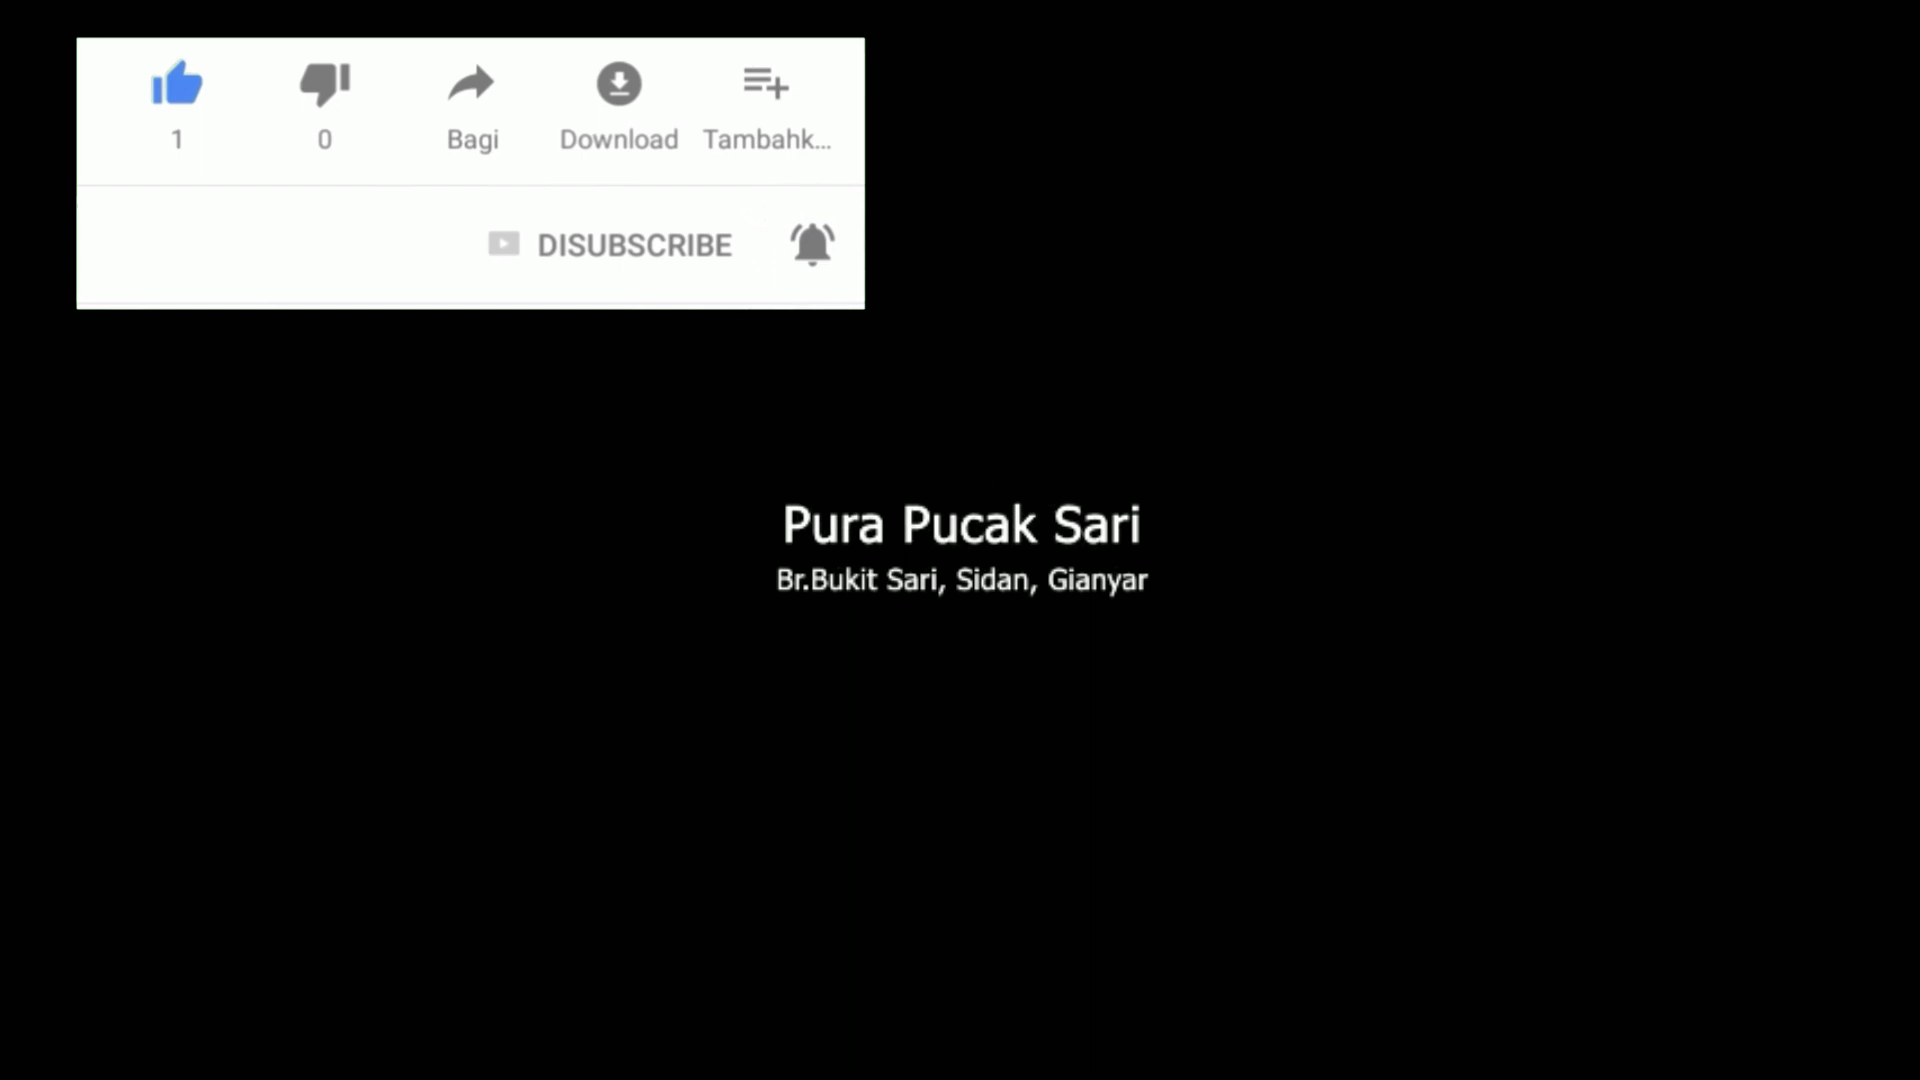 1 0 Bagi Download Tambahk...
DISUBSCRIBE
Pura Pucak Sari
Br.Bukit Sari, Sidan, Gianyar